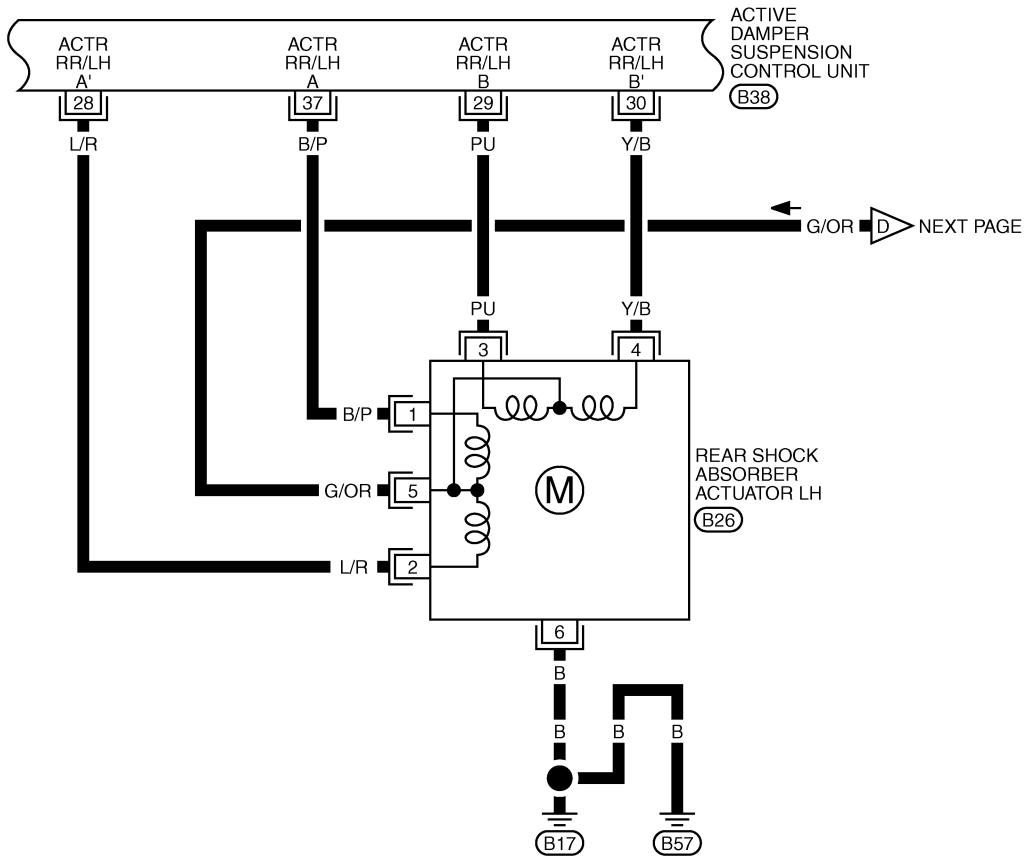 ACTIVE
DAMPER
SUSPENSION
CONTROL UNIT
B38
ACTR ACTR ACTR ACTR
RR/LH RR/LH RR/LH RR/LH
A' A B B'
28 37 29 30
L/R B/P PU Y/B
G/OR D NEXT PAGE
PU Y/B
3 4
B/P 1
REAR SHOCK
ABSORBER
ACTUATOR LH
B26
G/OR 5 M
L/R 2
6
B
B B B
B17 B57